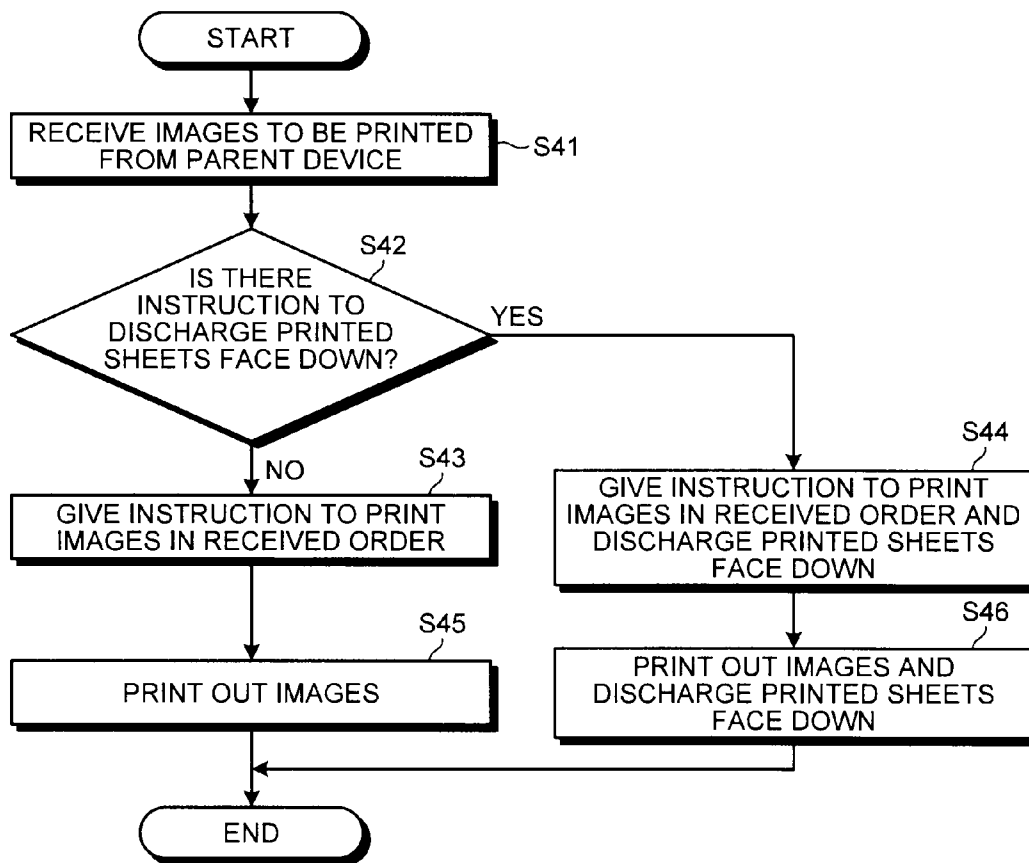 START
RECEIVE IMAGES TO BE PRINTED
FROM PARENT DEVICE
S41
S42
IS THERE
INSTRUCTION TO
DISCHARGE PRINTED
SHEETS FACE DOWN?
YES
NO
S43
GIVE INSTRUCTION TO PRINT
IMAGES IN RECEIVED ORDER
S44
GIVE INSTRUCTION TO PRINT
IMAGES IN RECEIVED ORDER AND
DISCHARGE PRINTED SHEETS
FACE DOWN
S45
PRINT OUT IMAGES
S46
PRINT OUT IMAGES AND
DISCHARGE PRINTED SHEETS
FACE DOWN
END